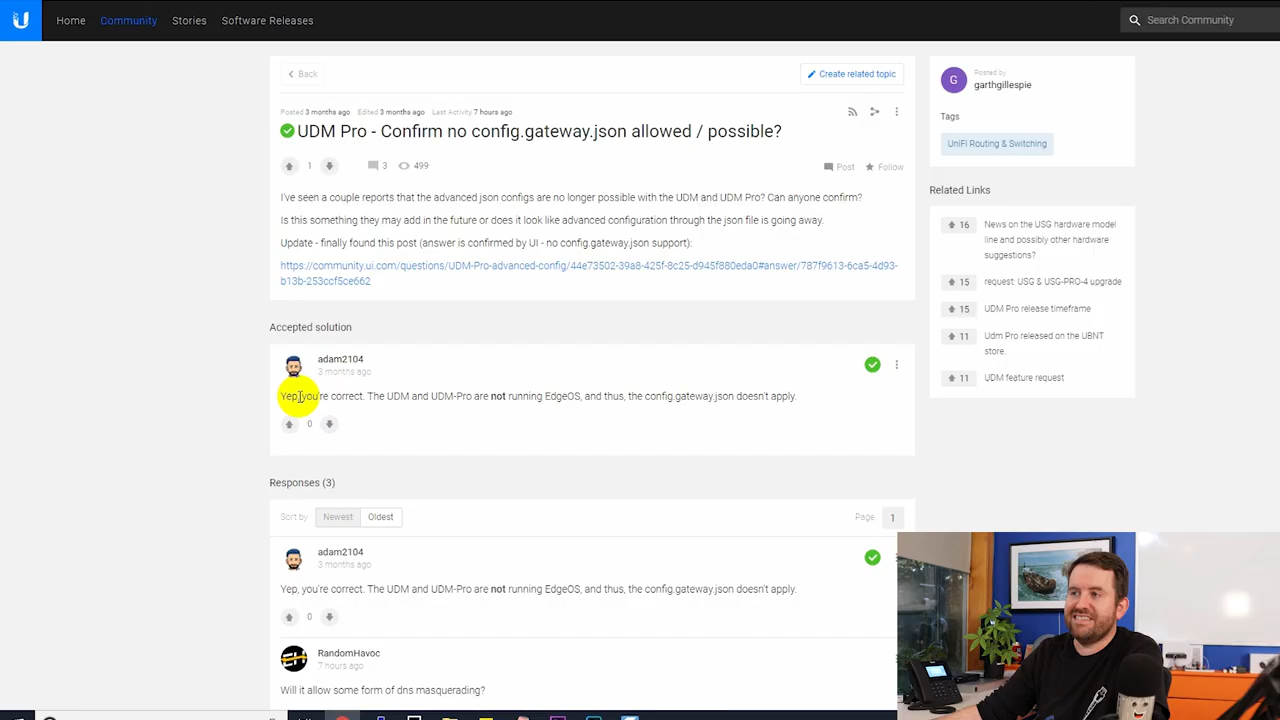 Home Community Stories Software Releases Search Community
Back
Create related topic
Posted 3 months ago Edited 3 months ago Last Activity 7 hours ago
UDM Pro - Confirm no config.gateway.json allowed / possible?
1 3 499 Post Follow
I've seen a couple reports that the advanced json configs are no longer possible with the UDM and UDM Pro? Can anyone confirm?
Is this something they may add in the future or does it look like advanced configuration through the json file is going away.
Update - finally found this post (answer is confirmed by UI - no config.gateway.json support):
https://community.ui.com/questions/UDM-Pro-advanced-config/44e73502-39a8-425f-8c25-d945f880eda0#answer/787f9613-6ca5-4d93-
b13b-253ccf5ce662
Accepted solution
adam2104
3 months ago
Yep, you're correct. The UDM and UDM-Pro are not running EdgeOS, and thus, the config.gateway.json doesn't apply.
0
Responses (3)
Sort by Newest Oldest Page 1
adam2104
3 months ago
Yep, you're correct. The UDM and UDM-Pro are not running EdgeOS, and thus, the config.gateway.json doesn't apply.
0
RandomHavoc
7 hours ago
Will it allow some form of dns masquerading?
G
Posted by
garthgillespie
Tags
UniFi Routing & Switching
Related Links
16 News on the USG hardware model
line and possibly other hardware
suggestions?
15 request: USG & USG-PRO-4 upgrade
15 UDM Pro release timeframe
11 Udm Pro released on the UBNT
store.
11 UDM feature request